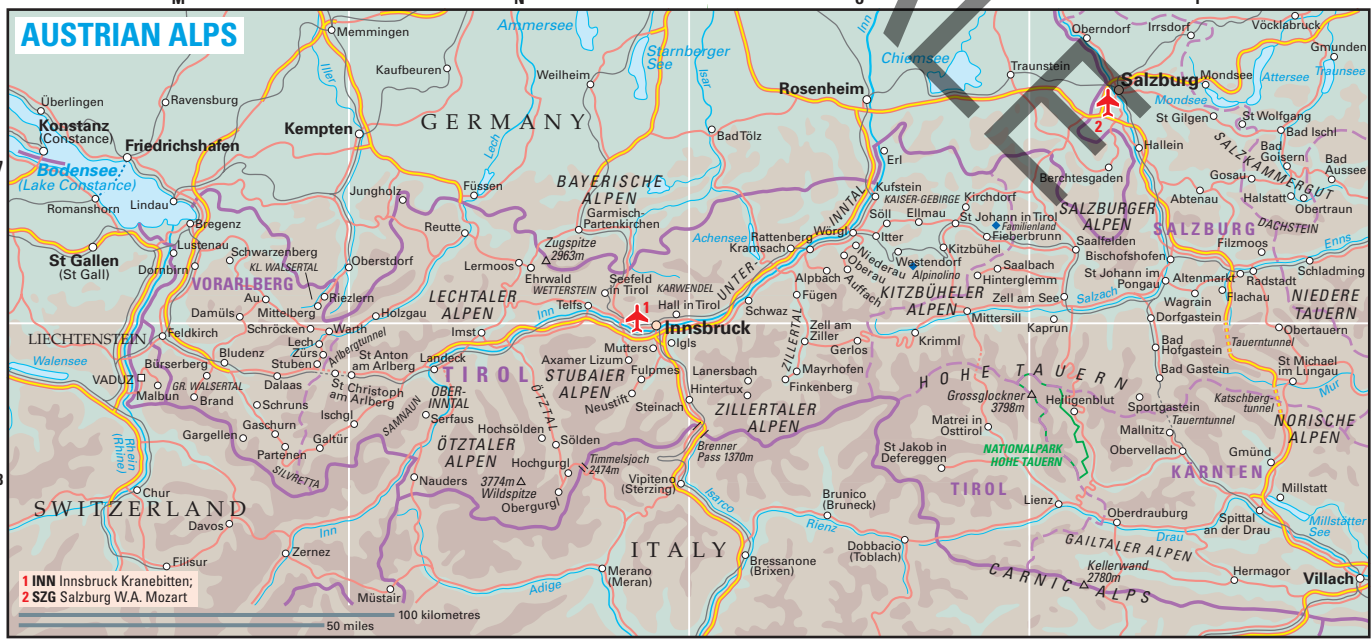 M
N
AUSTRIAN ALPS
Memmingen
Ammersee
Starnberger
See
Inn
Oberndorf
Irrsdorf
Vöcklabruck
Gmunden
Kaufbeuren
Iller
Weilheim
Isar
Chiemsee
Traunstein
Salzburg
Mondsee
Attersee
Traunsee
Überlingen
Ravensburg
Rosenheim
Mondsee
Konstanz
(Constance)
Kempten
GERMANY
Lech
Bad Tölz
2
St Gilgen
St Wolfgang
Bad Ischl
Friedrichshafen
Hallein
SALZKAMMERGUT
Bad
Goisern
Bad
Aussee
Bodensee
(Lake Constance)
Erl
Berchtesgaden
Gosau
Romanshorn
Lindau
Jungholz
Füssen
BAYERISCHE
ALPEN
Kufstein
KAISER-GEBIRGE
Kirchdorf
Abtenau
Halstatt
Obertraun
Bregenz
Garmisch-
Partenkirchen
INNTAL
Söll
Ellmau
St Johann in Tirol
Familienland
SALZBURGER
ALPEN
DACHSTEIN
Reutte
Achensee
Rattenberg
Kramsach
Wörgl
Itter
Fieberbrunn
SALZBURG
St Gallen
(St Gall)
Lustenau
Schwarzenberg
KL. WALSERTAL
Oberstdorf
Zugspitze
2963m
Kitzbühel
Saalfelden
Filzmoos
Enns
Dornbirn
Lermoos
Ehrwald
WETTERSTEIN
Seefeld
in Tirol
KARWENDEL
UNTER-
Niederau
Oberau
Auffach
Westendorf
Alpinolino
Saalbach
Hinterglemm
Bischofshofen
Schladming
VORARLBERG
Au
Riezlern
Mittelberg
LECHTALER
ALPEN
Telfs
Inn
1
Hall in Tirol
Alpbach
Fügen
KITZBÜHELER
ALPEN
Zell am See
Salzach
St Johann im
Pongau
Altenmarkt
Radstadt
Wagrain
Flachau
NIEDERE
TAUERN
Damüls
Holzgau
Schwaz
Mittersill
Kaprun
Dorfgastein
Obertauern
Schröcken
Warth
Imst
Innsbruck
Zell am
Ziller
Krimml
Tauerntunnel
LIECHTENSTEIN
Feldkirch
Lech
Zürs
Arlbergtunnel
Igls
Mutters
ZILLERTAL
Gerlos
Bad
Hofgastein
Walensee
Bludenz
Stuben
St Anton
am Arlberg
Landeck
Axamer Lizum
STUBAIER
ALPEN
Fulpmes
Lanersbach
Hintertux
Mayrhofen
Finkenberg
HOHE TAUERN
Bad Gastein
St Michael
im Lungau
Bürserberg
VADUZ
Malbun
GR. WALSERTAL
Brand
Dalaas
St Christoph
am Arlberg
TIROL
OBER-
INNTAL
ÖTZTAL
Neustift
Steinach
Grossglockner
3798m
Heiligenblut
Sportgastein
Tauerntunnel
Katschberg-
tunnel
Mur
Schruns
Ischgl
SAMNAUN
Serfaus
ZILLERTALER
ALPEN
Matrei in
Osttirol
Mallnitz
NORISCHE
ALPEN
Gargellen
Gaschurn
Galtür
ÖTZTALER
ALPEN
Hochsölden
Sölden
Brenner
Pass 1370m
St Jakob in
Defereggen
NATIONALPARK
HOHE TAUERN
Obervellach
Gmünd
Partenen
Hochgurgl
Timmelsjoch
2474m
KÄRNTEN
Rhein
(Rhine)
SILVRETTA
Nauders
3774m
Wildspitze
Obergurgl
Vipiteno
(Sterzing)
TIROL
Chur
Isarco
Brunico
(Bruneck)
Lienz
Millstatt
SWITZERLAND
Davos
Inn
Rienz
Oberdrauburg
Spittal
an der Drau
Millstätter
See
Zernez
ITALY
Dobbacio
(Toblach)
Drau
GAILTALER ALPEN
Filisur
Merano
(Meran)
Bressanone
(Brixen)
Kellerwand
2780m
Hermagor
Villach
Müstair
Adige
CARNIC ALPS
1 INN Innsbruck Kranebitten;
2 SZG Salzburg W.A. Mozart
100 kilometres
50 miles